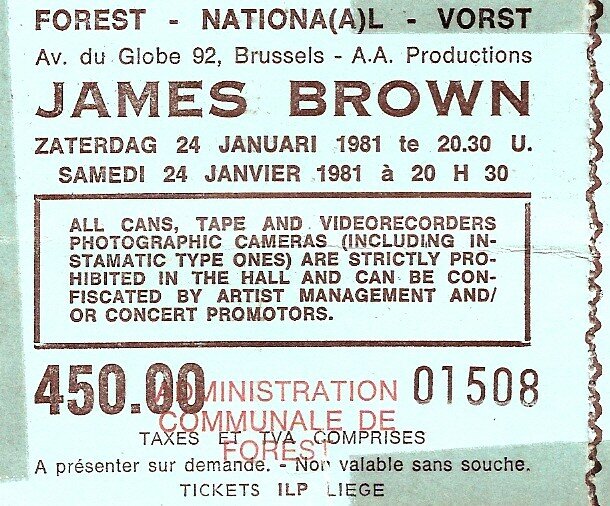 FOREST - NATIONA(A)L - VORST
Av. du Globe 92, Brussels - A.A. Productions
JAMES BROWN
ZATERDAG 24 JANUARI 1981 te 20.30 U.
SAMEDI 24 JANVIER 1981 à 20 H 30
ALL CANS, TAPE AND VIDEORECORDERS
PHOTOGRAPHIC CAMERAS (INCLUDING IN-
STAMATIC TYPE ONES) ARE STRICTLY PRO-
HIBITED IN THE HALL AND CAN BE CON-
FISCATED BY ARTIST MANAGEMENT AND/
OR CONCERT PROMOTORS.
450.00
01508
ADMINISTRATION
COMMUNALE DE
FOREST
TAXES ET TVA COMPRISES
A présenter sur demande. - Non valable sans souche.
TICKETS ILP LIEGE